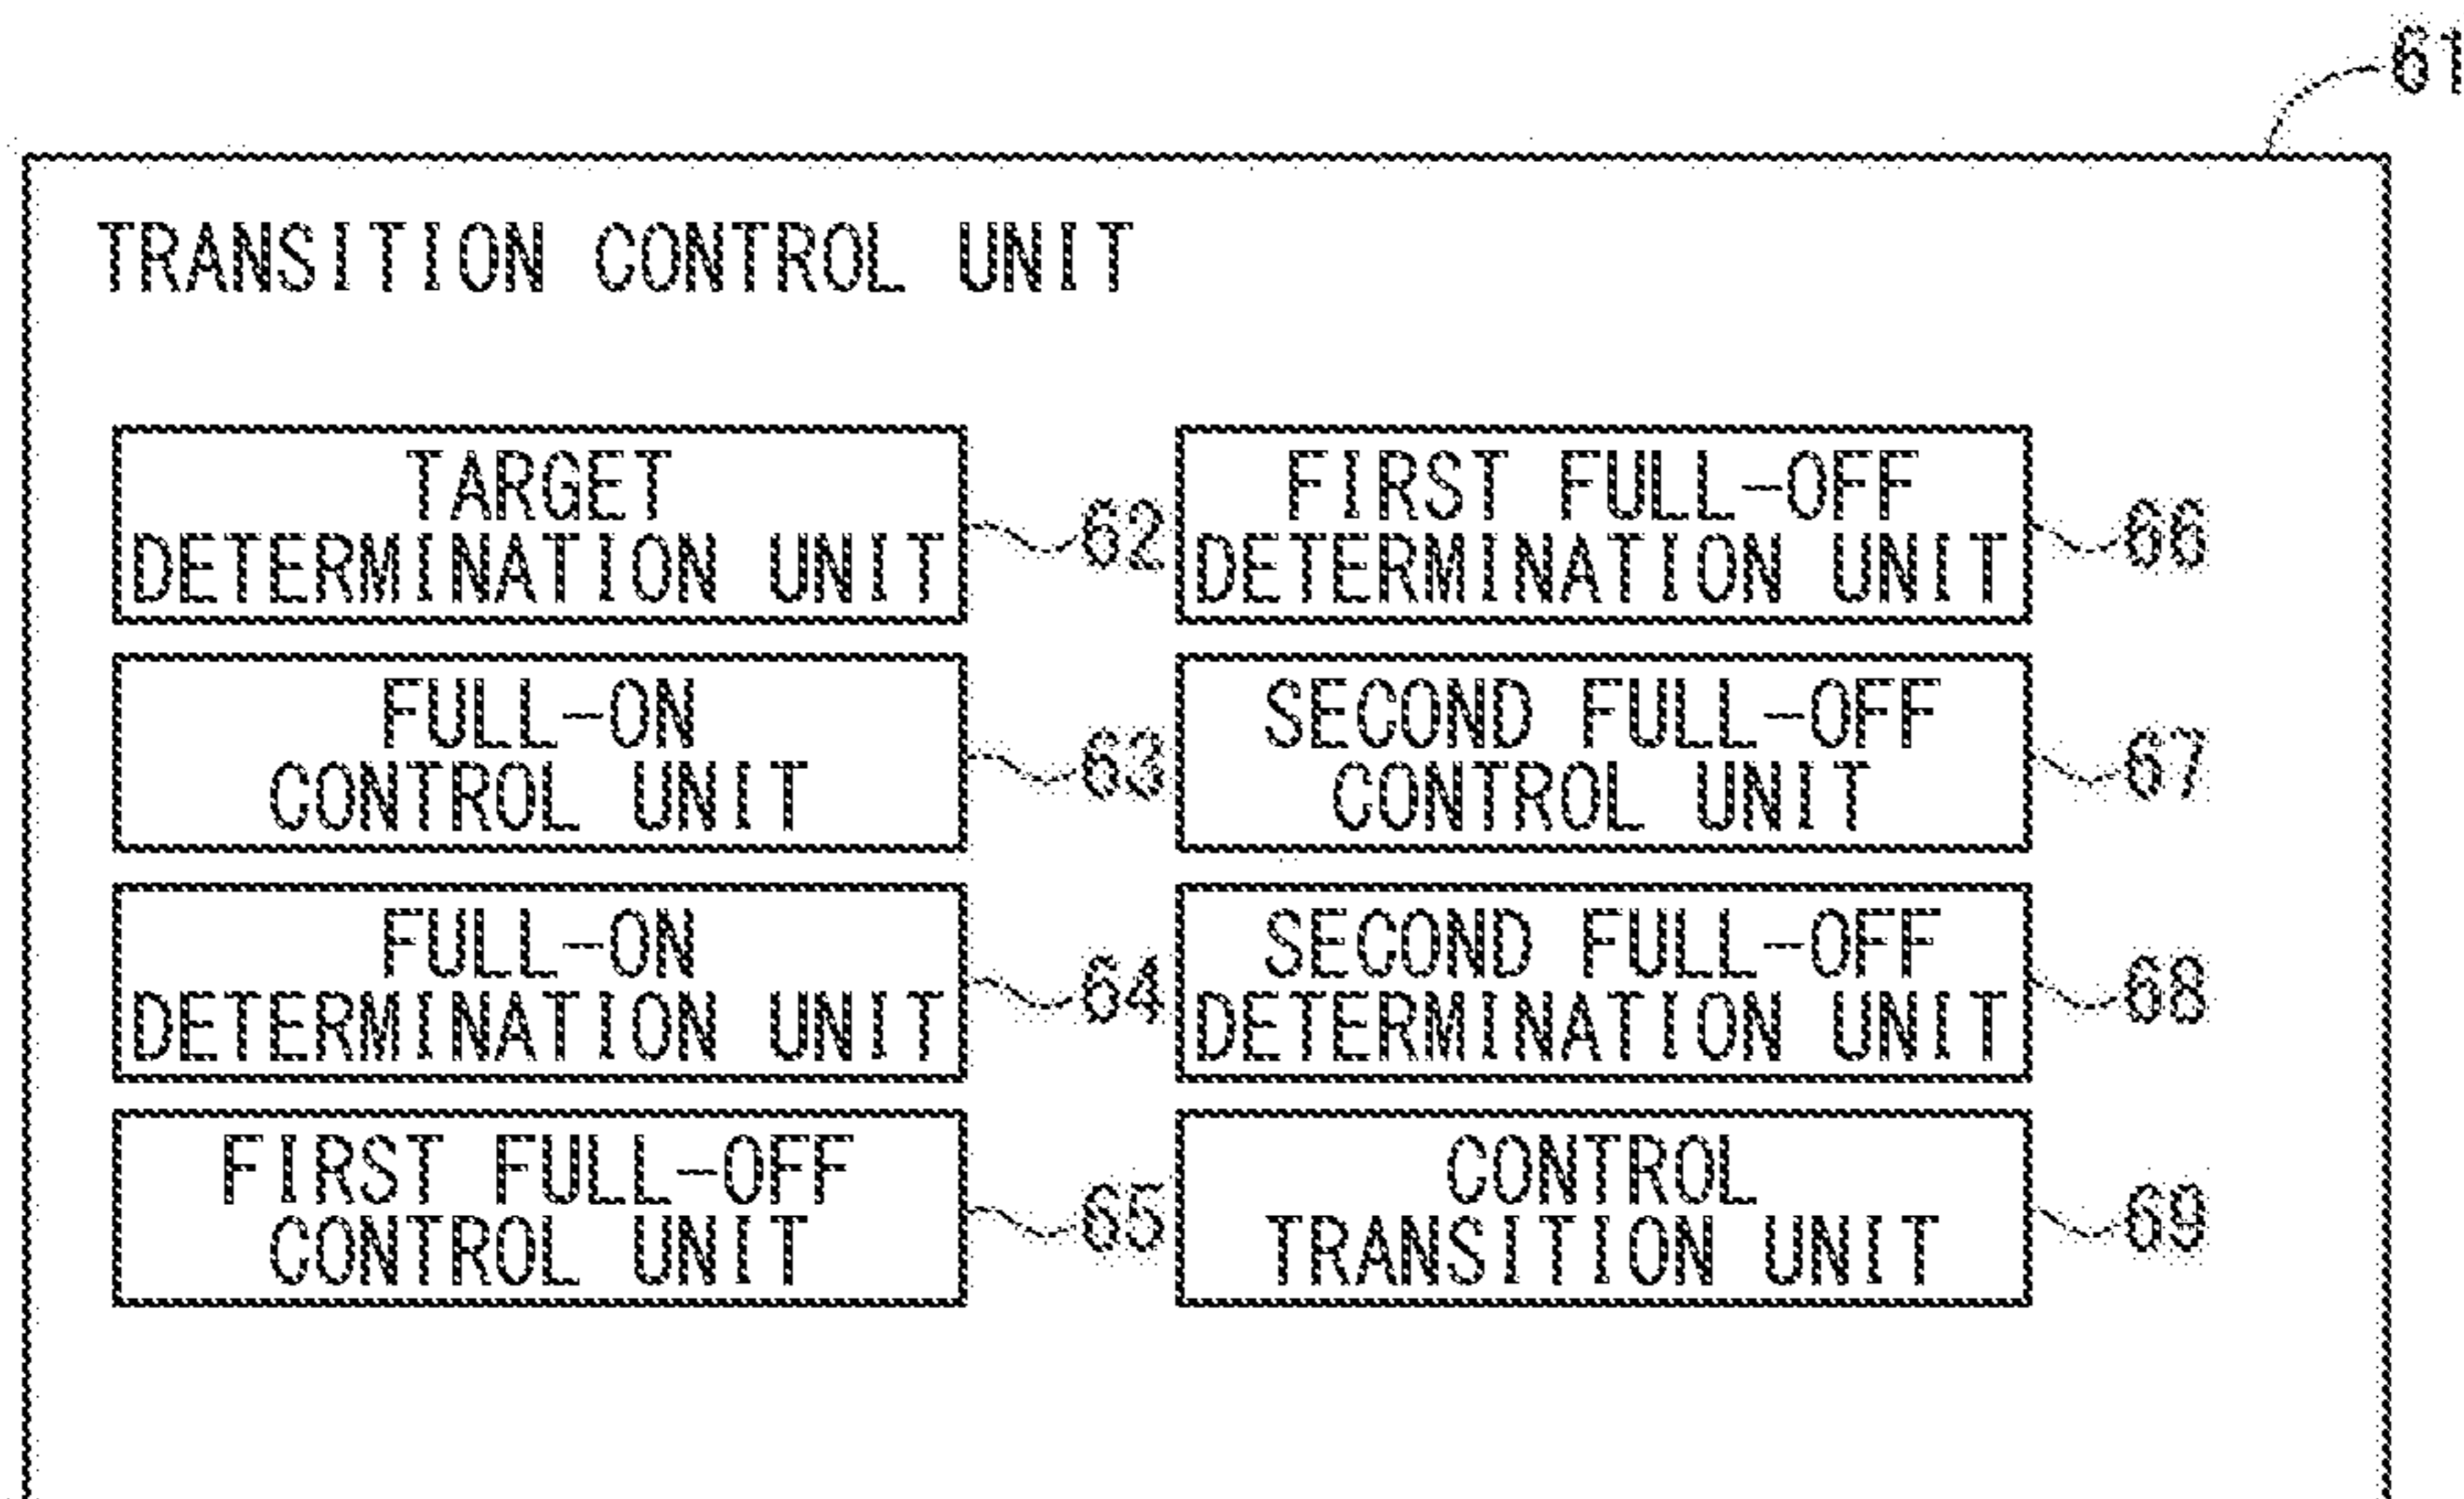 61
TRANSITION CONTROL UNIT
TARGET
DETERMINATION UNIT
62
FULL-ON
CONTROL UNIT
63
FULL-ON
DETERMINATION UNIT
64
FIRST FULL-OFF
CONTROL UNIT
65
FIRST FULL-OFF
DETERMINATION UNIT
66
SECOND FULL-OFF
CONTROL UNIT
67
SECOND FULL-OFF
DETERMINATION UNIT
68
CONTROL
TRANSITION UNIT
69